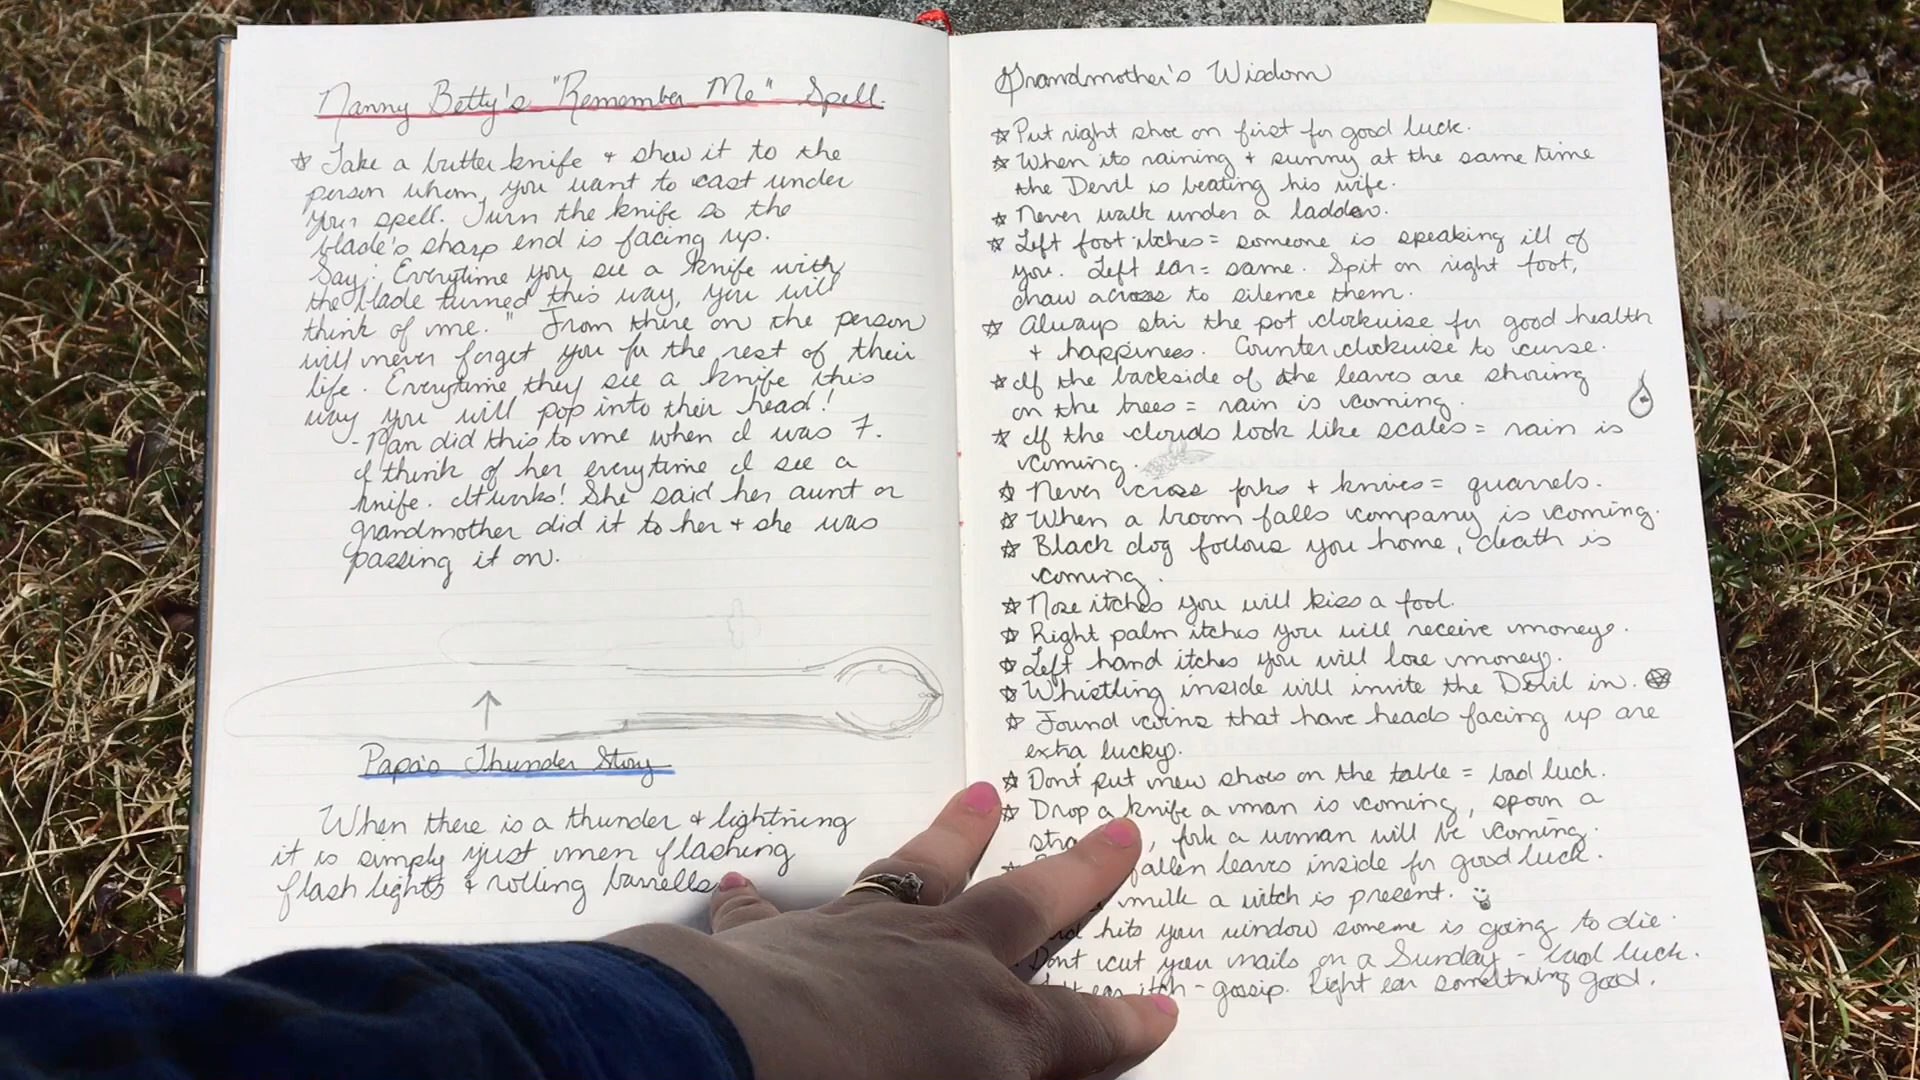 Nanny Betty's "Remember Me" Spell.
☆ Take a butter knife + show it to the
person whom you want to cast under
your spell. Turn the knife so the
blade's sharp end is facing up.
Say: Everytime you see a knife with
the blade turned this way, you will
think of me." From there on the person
will never forget you for the rest of their
life. Everytime they see a knife this
way you will pop into their head!
- Nan did this to me when I was 7.
I think of her everytime I see a
knife. It works! She said her aunt or
grandmother did it to her + she was
passing it on.
Papa's Thunder Story
When there is a thunder & lightning
it is simply just men flashing
flash lights & rolling barrells
Grandmother's Wisdom
☆ Put right shoe on first for good luck.
☆ When its raining + sunny at the same time
the Devil is beating his wife.
☆ Never walk under a ladder.
☆ Left foot itches = someone is speaking ill of
you. Left ear = same. Spit on right foot,
draw across to silence them.
☆ Always stir the pot clockwise for good health
+ happiness. Counter clockwise to curse.
☆ If the backside of the leaves are showing
on the trees = rain is coming.
☆ If the clouds look like scales = rain is
coming.
☆ Never cross forks + knives = quarrels.
☆ When a broom falls company is coming.
☆ Black dog follows you home, death is
coming.
☆ Nose itches you will kiss a fool.
☆ Right palm itches you will receive money.
☆ Left hand itches you will lose money.
☆ Whistling inside will invite the Devil in.
☆ Found coins that have heads facing up are
extra lucky.
☆ Dont put new shoes on the table = bad luck.
☆ Drop a knife a man is coming, spoon a
stra , fork a woman will be coming.
fallen leaves inside for good luck.
milk a witch is present.
hits your window someone is going to die.
Dont cut your nails on a Sunday - bad luck.
ear itch - gossip. Right ear something good.